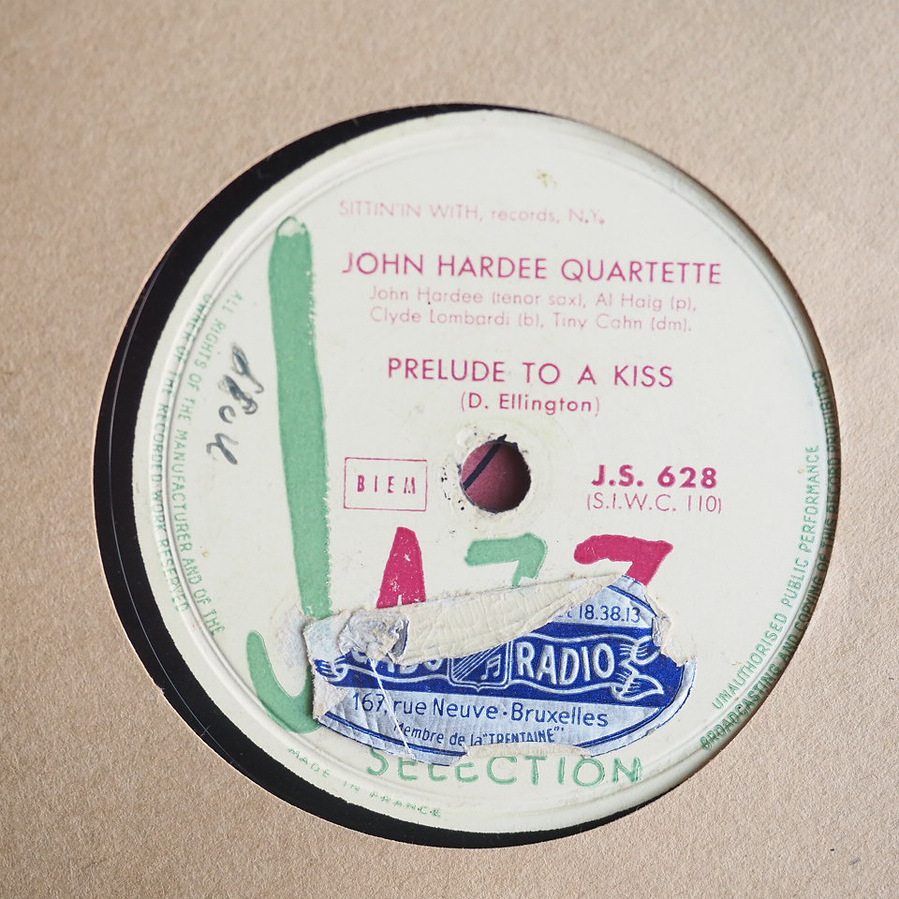 SITTIN'IN WITH, records, N.Y.
JOHN HARDEE QUARTETTE
John Hardee (tenor sax), Al Haig (p),
Clyde Lombardi (b), Tiny Cahn (dm).
PRELUDE TO A KISS
(D. Ellington)
BIEM
J.S. 628
(S.I.W.C. 110)
JAZZ
18.38.13
RADIO
167, rue Neuve · Bruxelles
Membre de la "TRENTAINE"
SELECTION
MADE IN FRANCE
ALL RIGHTS OF THE MANUFACTURER AND OF THE
OWNER OF THE RECORDED WORK RESERVED
UNAUTHORISED PUBLIC PERFORMANCE
BROADCASTING AND COPYING OF THIS RECORD